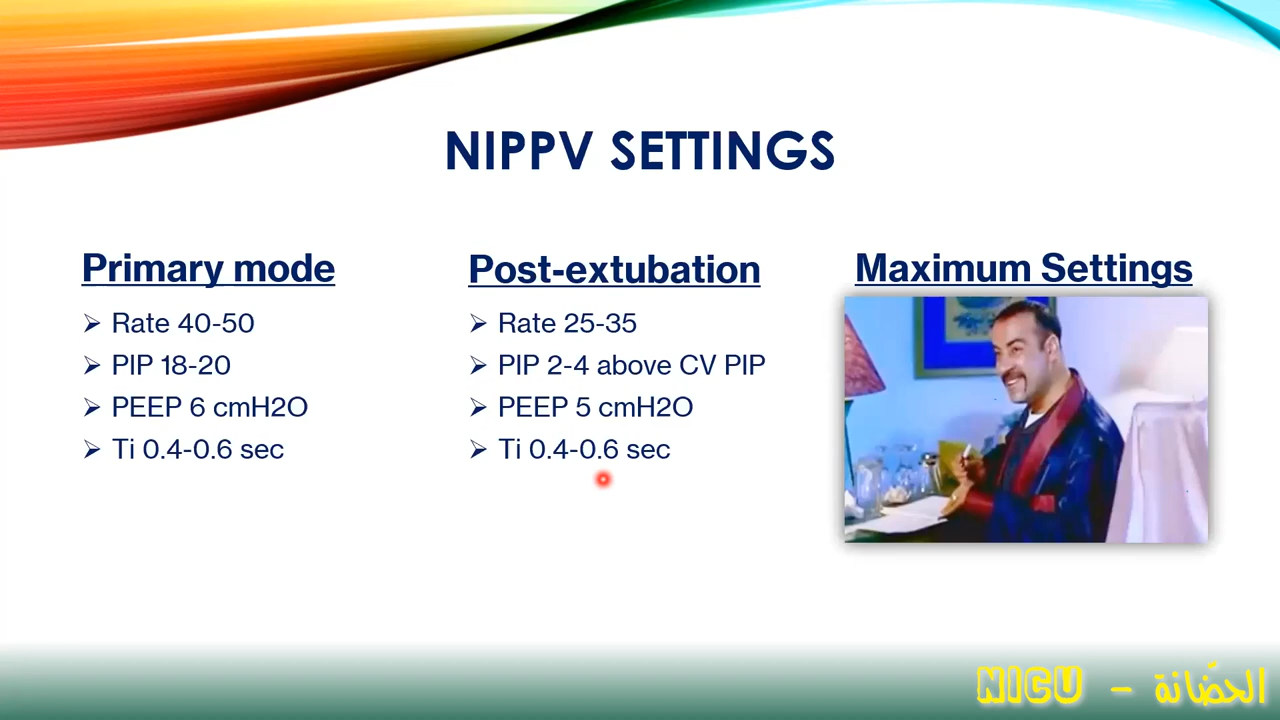 NIPPV SETTINGS
Primary mode
Rate 40-50
PIP 18-20
PEEP 6 cmH2O
Ti 0.4-0.6 sec
Post-extubation
Rate 25-35
PIP 2-4 above CV PIP
PEEP 5 cmH2O
Ti 0.4-0.6 sec
Maximum Settings
NICU - الحضّانة